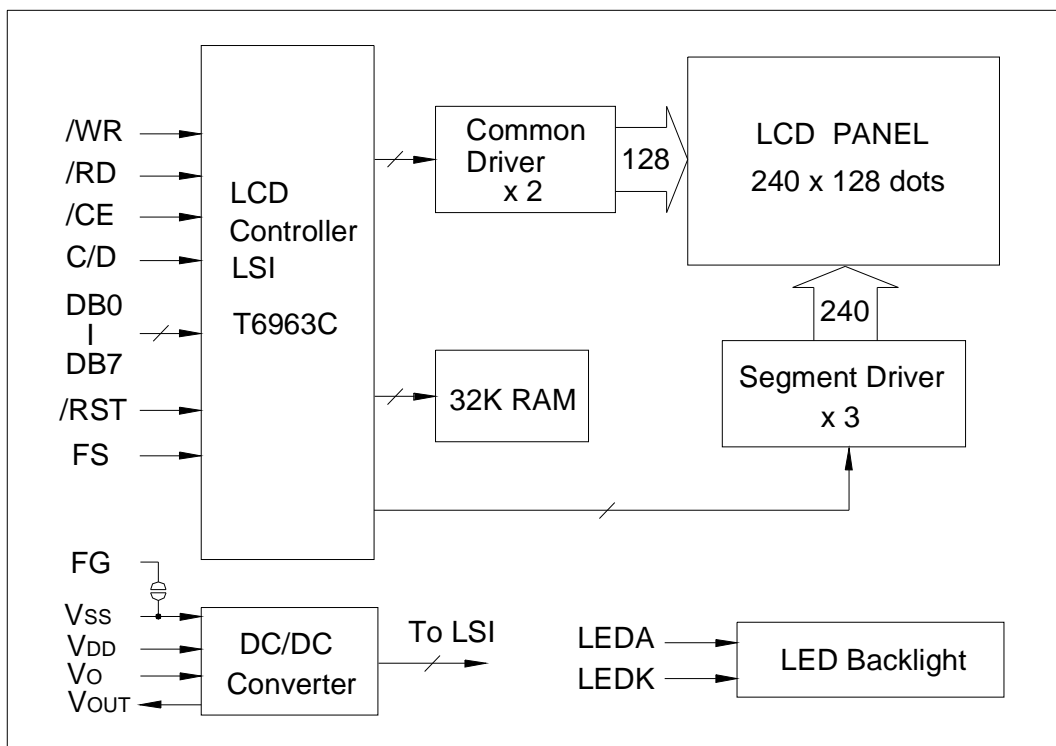 /WR
/RD
/CE
C/D
DB0
I
DB7
/RST
FS
LCD
Controller
LSI
T6963C
Common
Driver
x 2
128
LCD PANEL
240 x 128 dots
240
Segment Driver
x 3
32K RAM
FG
VSS
VDD
VO
VOUT
DC/DC
Converter
To LSI
LEDA
LEDK
LED Backlight